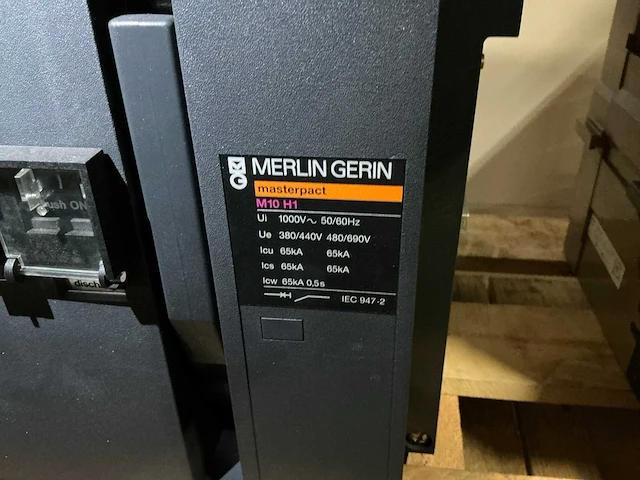 MERLIN GERIN
masterpact
M10 H1
Ui 1000V~ 50/60Hz
Ue 380/440V 480/690V
Icu 65kA 65kA
Ics 65kA 65kA
Icw 65kA 0,5s
IEC 947-2
push ON
disch